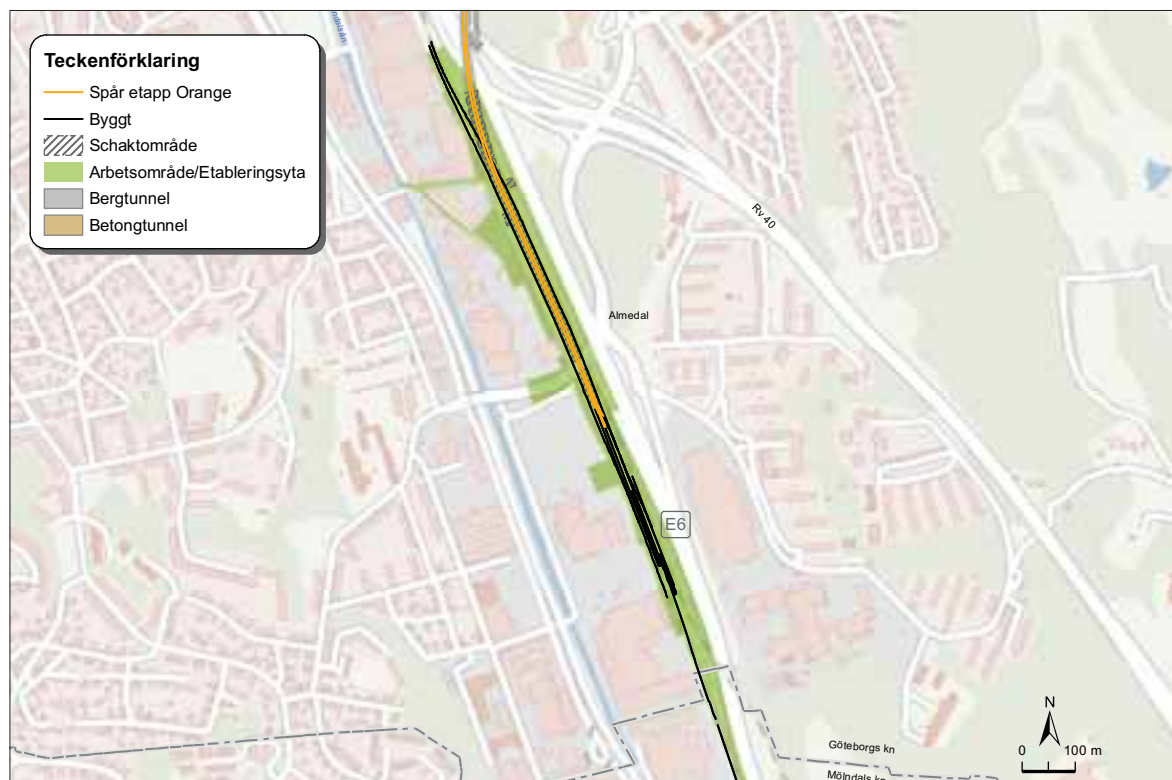 Teckenförklaring
Spår etapp Orange
Byggt
Schaktområde
Arbetsområde/Etableringsyta
Bergtunnel
Betongtunnel
Rv 40
Almedal
E6
N
0 100 m
Göteborgs kn
Mölndals kn